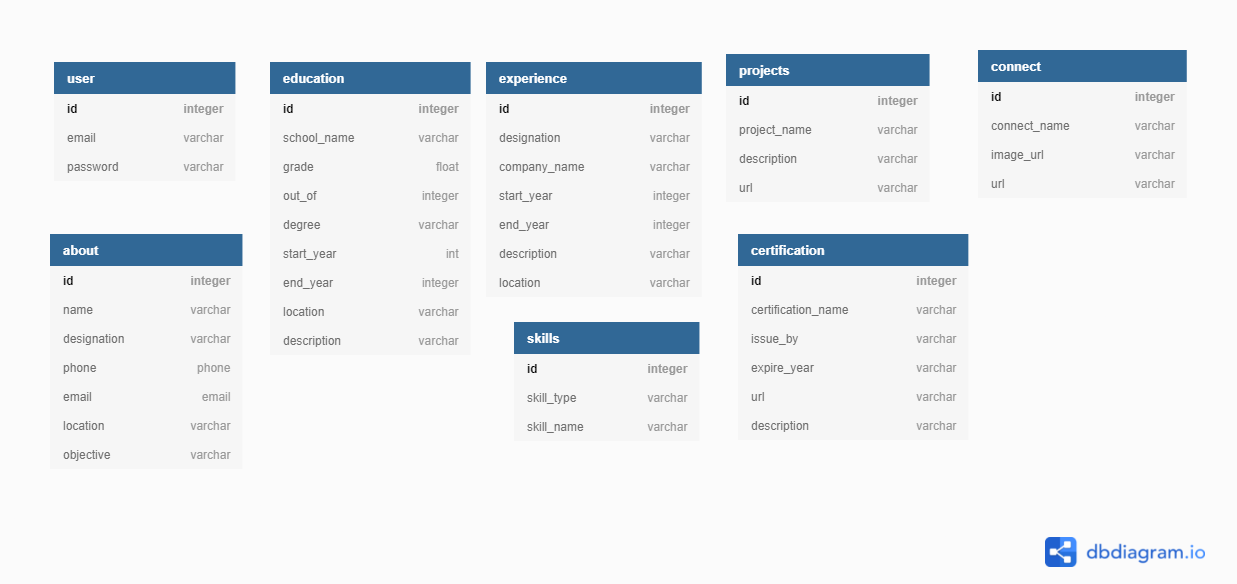 user
id integer
email varchar
password varchar
education
id integer
school_name varchar
grade float
out_of integer
degree varchar
start_year int
end_year integer
location varchar
description varchar
experience
id integer
designation varchar
company_name varchar
start_year integer
end_year integer
description varchar
location varchar
projects
id integer
project_name varchar
description varchar
url varchar
connect
id integer
connect_name varchar
image_url varchar
url varchar
about
id integer
name varchar
designation varchar
phone phone
email email
location varchar
objective varchar
skills
id integer
skill_type varchar
skill_name varchar
certification
id integer
certification_name varchar
issue_by varchar
expire_year varchar
url varchar
description varchar
dbdiagram.io